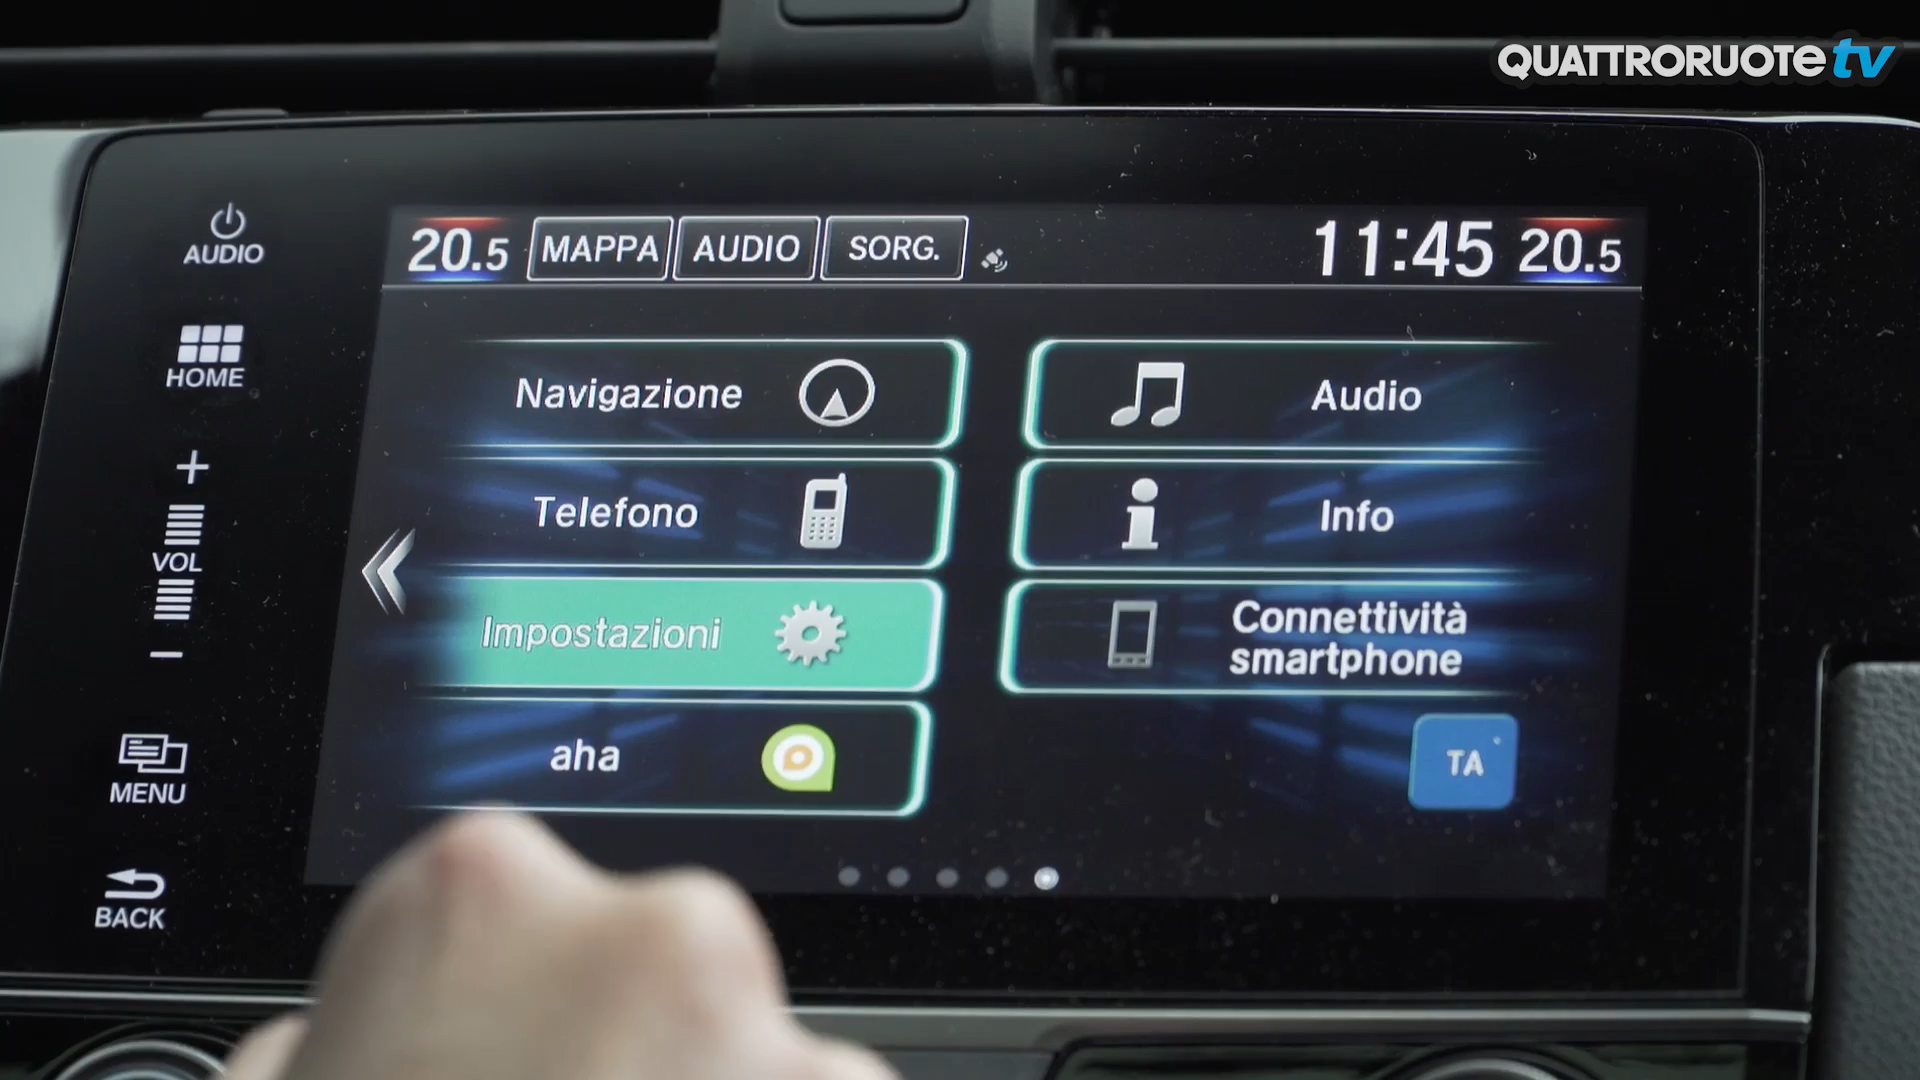 QUATTRORUOTE tv
AUDIO
HOME
+
VOL
−
MENU
BACK
20.5 MAPPA AUDIO SORG. 11:45 20.5
Navigazione
Audio
Telefono
Info
Impostazioni
Connettività
smartphone
aha
TA